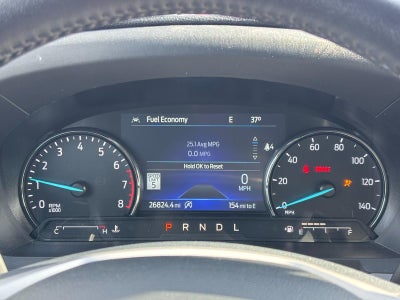 Fuel Economy E 37°
25.1 Avg MPG
0.0 MPG
Hold OK to Reset
4
5
0
MPH
26824.4 mi
154 mi to E
P R N D L
1 2 3 4 5 6 7 8
RPM
x1000
C H
0 20 40 60 80 100 120 140
MPH
E F